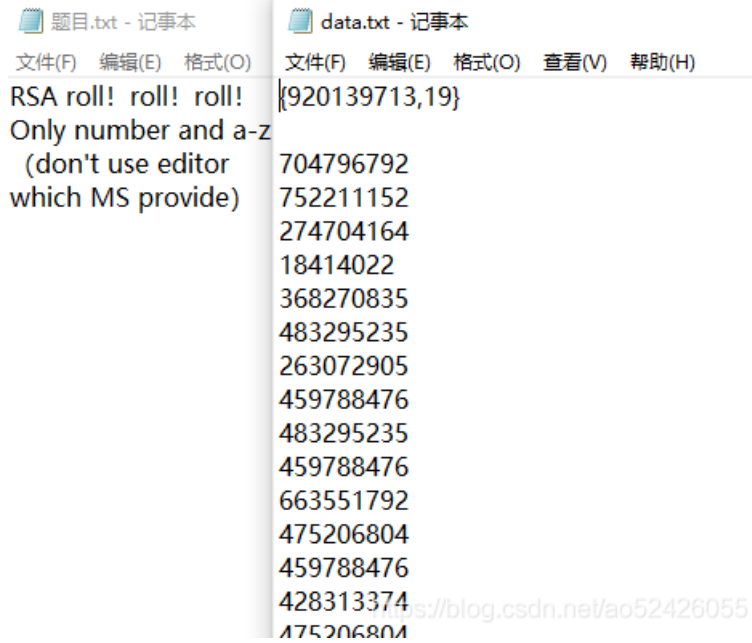 题目.txt - 记事本
文件(F) 编辑(E) 格式(O)
RSA roll！roll！roll！
Only number and a-z
（don't use editor
which MS provide）
data.txt - 记事本
文件(F) 编辑(E) 格式(O) 查看(V) 帮助(H)
{920139713,19}
704796792
752211152
274704164
18414022
368270835
483295235
263072905
459788476
483295235
459788476
663551792
475206804
459788476
428313374
475206804
https://blog.csdn.net/ao52426055